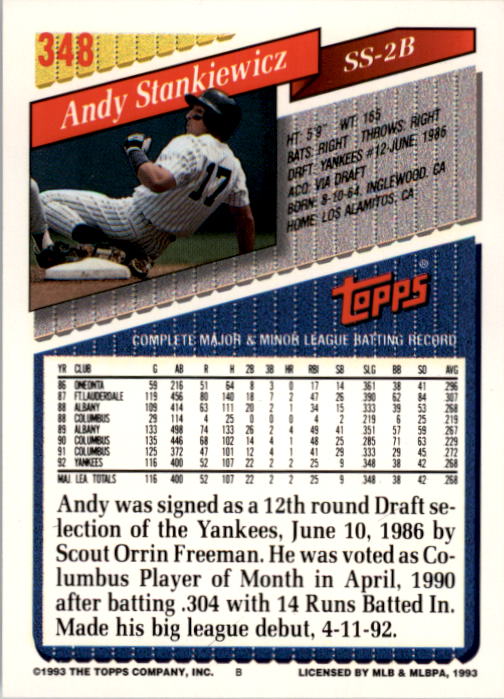 348
Andy Stankiewicz
SS-2B
17
HT: 5'9" WT: 165
BATS: RIGHT THROWS: RIGHT
DRFT: YANKEES #12-JUNE, 1986
ACQ: VIA DRAFT
BORN: 8-10-64, INGLEWOOD, CA
HOME: LOS ALAMITOS, CA
Topps®
COMPLETE MAJOR & MINOR LEAGUE BATTING RECORD
YR CLUB G AB R H 2B 3B HR RBI SB SLG BB SO AVG
86 ONEONTA 59 216 51 64 8 3 0 17 14 .361 38 41 .296
87 FT.LAUDERDALE 119 456 80 140 18 7 2 47 26 .390 62 84 .307
88 ALBANY 109 414 63 111 20 2 1 34 15 .333 39 53 .268
88 COLUMBUS 29 114 4 25 0 0 0 4 2 .219 6 25 .219
89 ALBANY 133 498 74 133 26 2 4 49 41 .351 57 59 .267
90 COLUMBUS 135 446 68 102 14 4 1 48 25 .285 71 63 .229
91 COLUMBUS 125 372 47 101 12 4 1 41 29 .333 29 45 .272
92 YANKEES 116 400 52 107 22 2 2 25 9 .348 38 42 .268
MAJ. LEA. TOTALS 116 400 52 107 22 2 2 25 9 .348 38 42 .268
Andy was signed as a 12th round Draft se-
lection of the Yankees, June 10, 1986 by
Scout Orrin Freeman. He was voted as Co-
lumbus Player of Month in April, 1990
after batting .304 with 14 Runs Batted In.
Made his big league debut, 4-11-92.
©1993 THE TOPPS COMPANY, INC. B LICENSED BY MLB & MLBPA, 1993